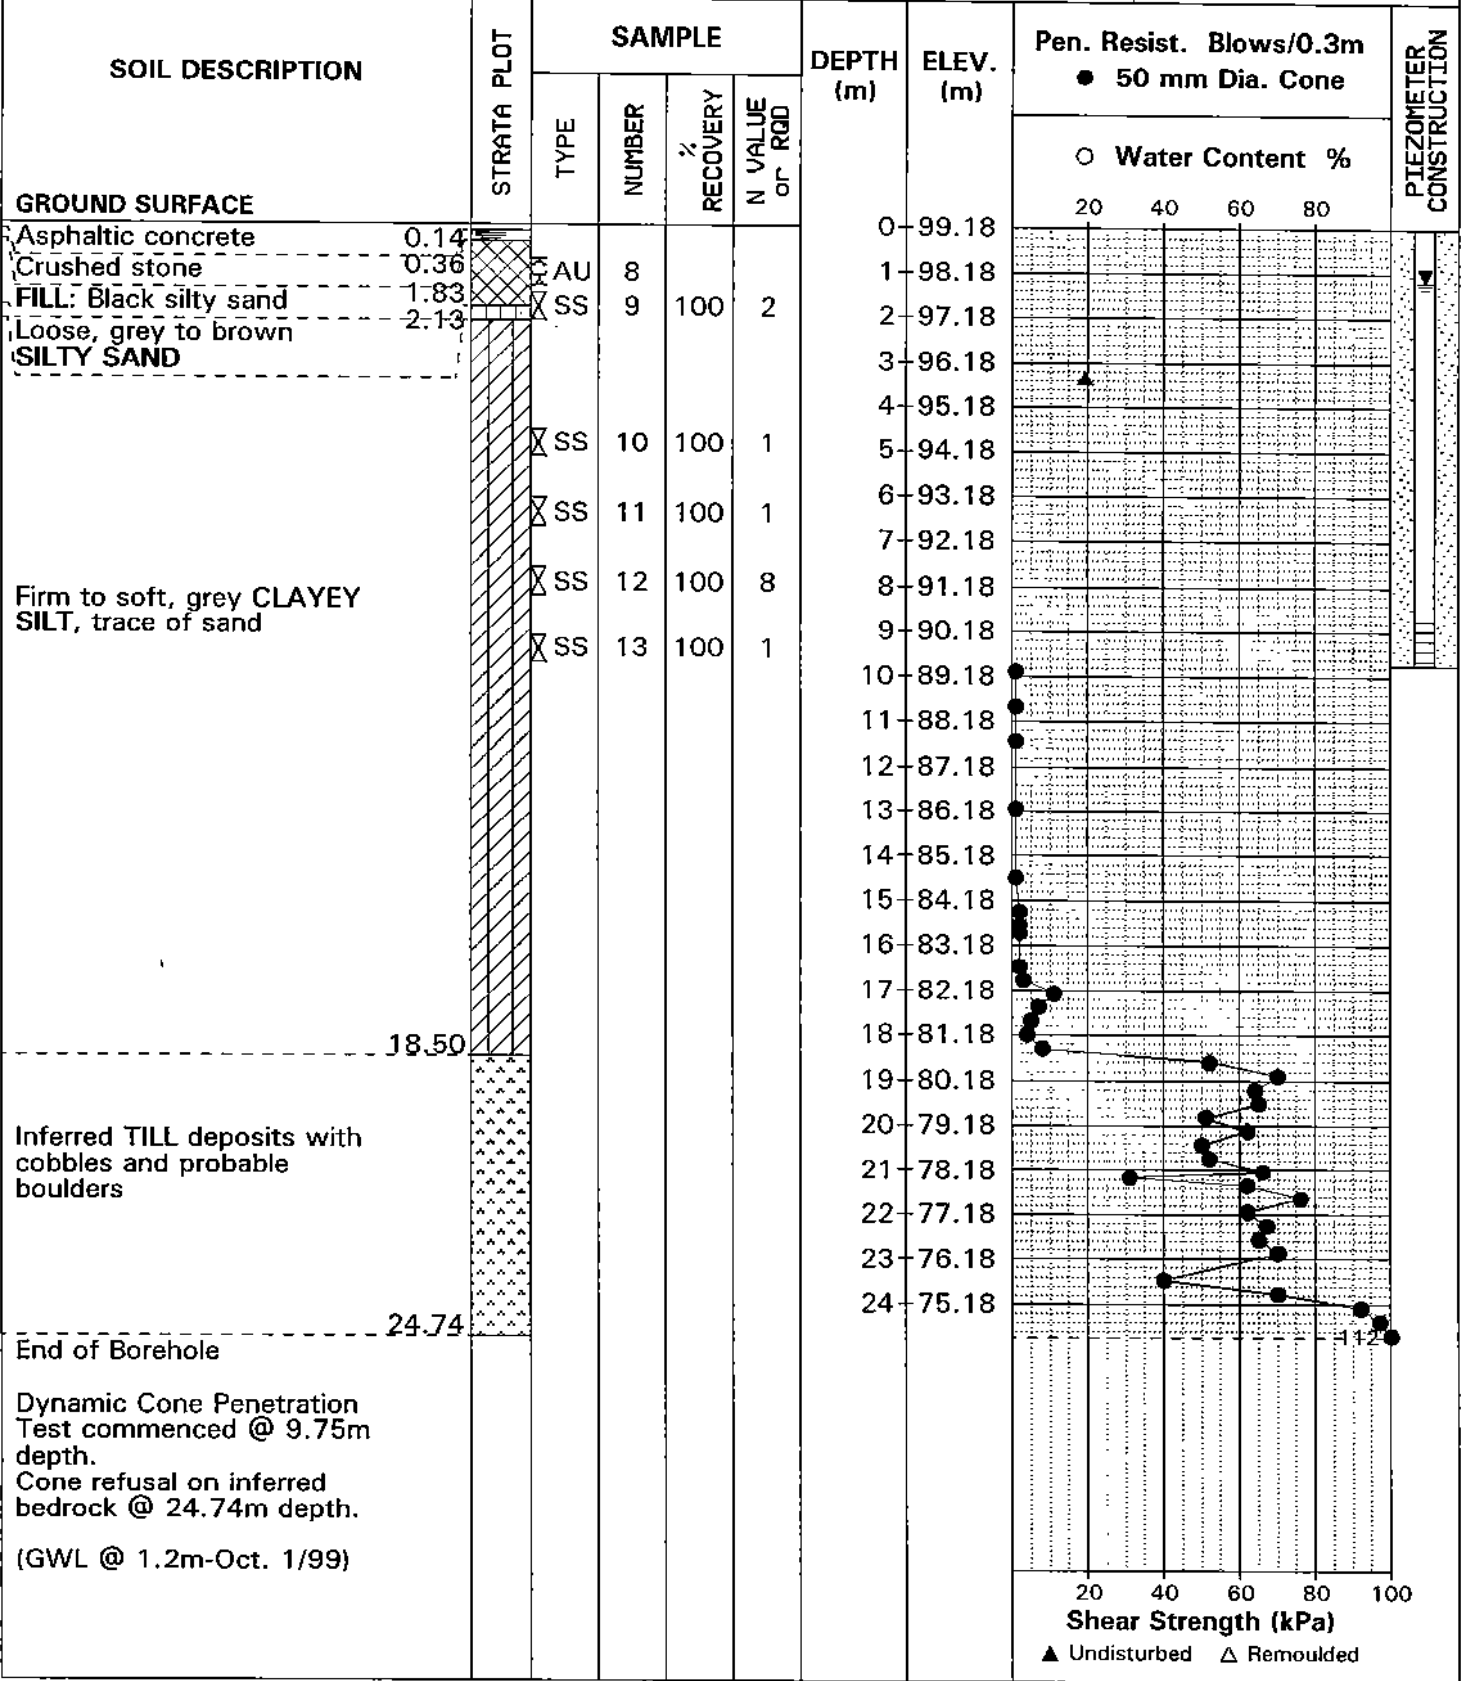 SOIL DESCRIPTION
STRATA PLOT
SAMPLE
TYPE
NUMBER
% RECOVERY
N VALUE or RQD
DEPTH (m)
ELEV. (m)
Pen. Resist. Blows/0.3m
● 50 mm Dia. Cone
○ Water Content %
PIEZOMETER CONSTRUCTION
GROUND SURFACE
20 40 60 80
0 99.18
Asphaltic concrete 0.14
Crushed stone 0.36
AU 8
1 98.18
FILL: Black silty sand 1.83
SS 9 100 2
2.13
2 97.18
Loose, grey to brown
SILTY SAND
3 96.18
4 95.18
SS 10 100 1
5 94.18
6 93.18
SS 11 100 1
7 92.18
SS 12 100 8
8 91.18
Firm to soft, grey CLAYEY
SILT, trace of sand
9 90.18
SS 13 100 1
10 89.18
11 88.18
12 87.18
13 86.18
14 85.18
15 84.18
16 83.18
17 82.18
18 81.18
18.50
19 80.18
20 79.18
Inferred TILL deposits with
cobbles and probable
boulders
21 78.18
22 77.18
23 76.18
24 75.18
24.74
112
End of Borehole
Dynamic Cone Penetration
Test commenced @ 9.75m
depth.
Cone refusal on inferred
bedrock @ 24.74m depth.
(GWL @ 1.2m-Oct. 1/99)
20 40 60 80 100
Shear Strength (kPa)
▲ Undisturbed △ Remoulded